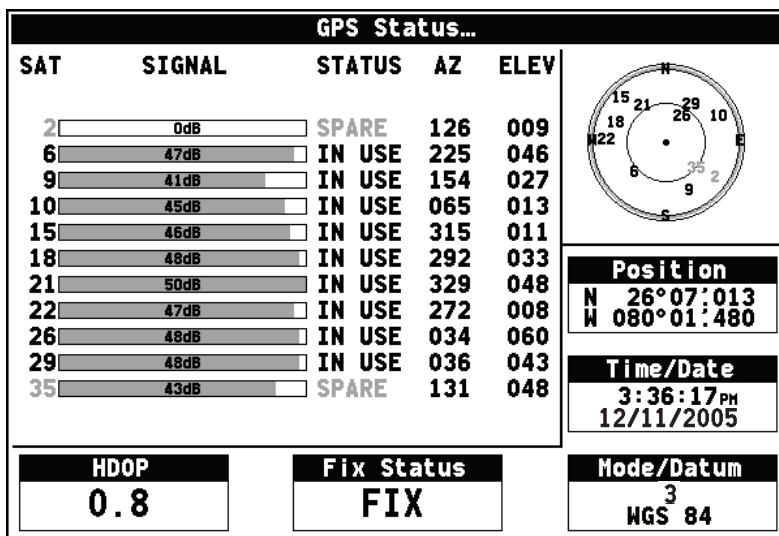 GPS Status…
SAT SIGNAL STATUS AZ ELEV
2 0dB SPARE 126 009
6 47dB IN USE 225 046
9 41dB IN USE 154 027
10 45dB IN USE 065 013
15 46dB IN USE 315 011
18 48dB IN USE 292 033
21 50dB IN USE 329 048
22 47dB IN USE 272 008
26 48dB IN USE 034 060
29 48dB IN USE 036 043
35 43dB SPARE 131 048
N
15 21 29
18 26 10
W 22 E
6 35 2
9
S
Position
N 26°07.'013
W 080°01.'480
Time/Date
3:36:17PM
12/11/2005
HDOP
0.8
Fix Status
FIX
Mode/Datum
3
WGS 84